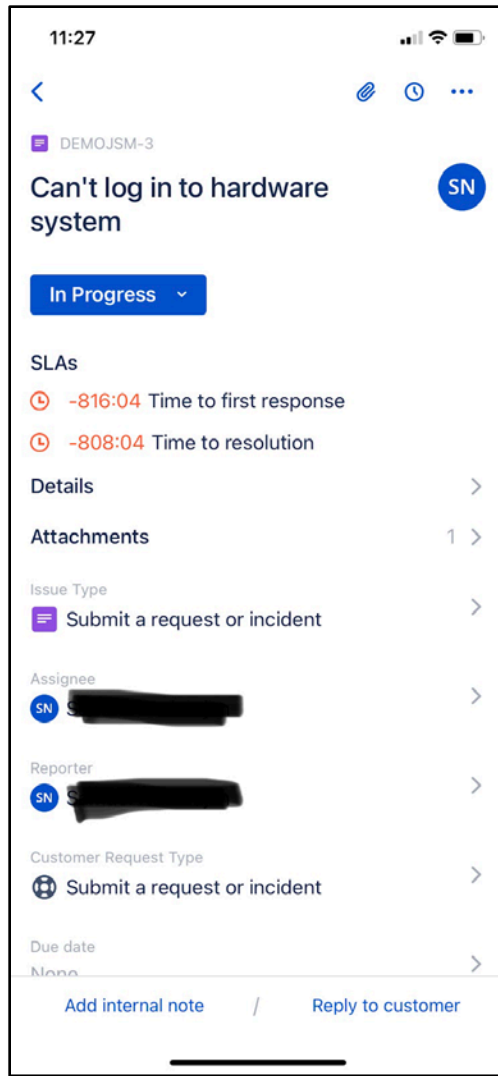 11:27
DEMOJSM-3
Can't log in to hardware
system
SN
In Progress
SLAs
-816:04 Time to first response
-808:04 Time to resolution
Details
Attachments 1
Issue Type
Submit a request or incident
Assignee
SN S
Reporter
SN S
Customer Request Type
Submit a request or incident
Due date
None
Add internal note / Reply to customer